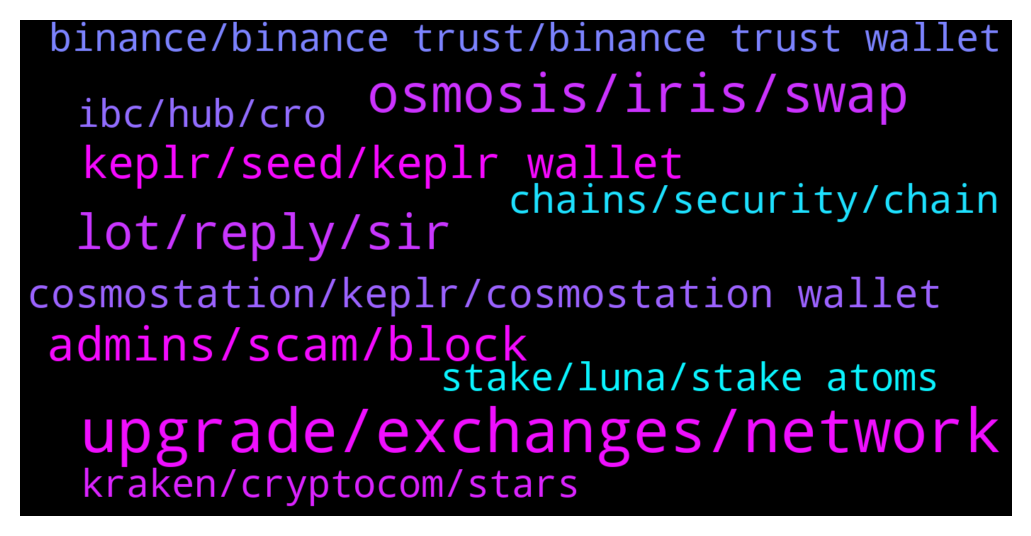 binance/binance trust/binance trust wallet
osmosis/iris/swap
ibc/hub/cro
keplr/seed/keplr wallet
chains/security/chain
lot/reply/sir
cosmostation/keplr/cosmostation wallet
admins/scam/block
stake/luna/stake atoms
upgrade/exchanges/network
kraken/cryptocom/stars